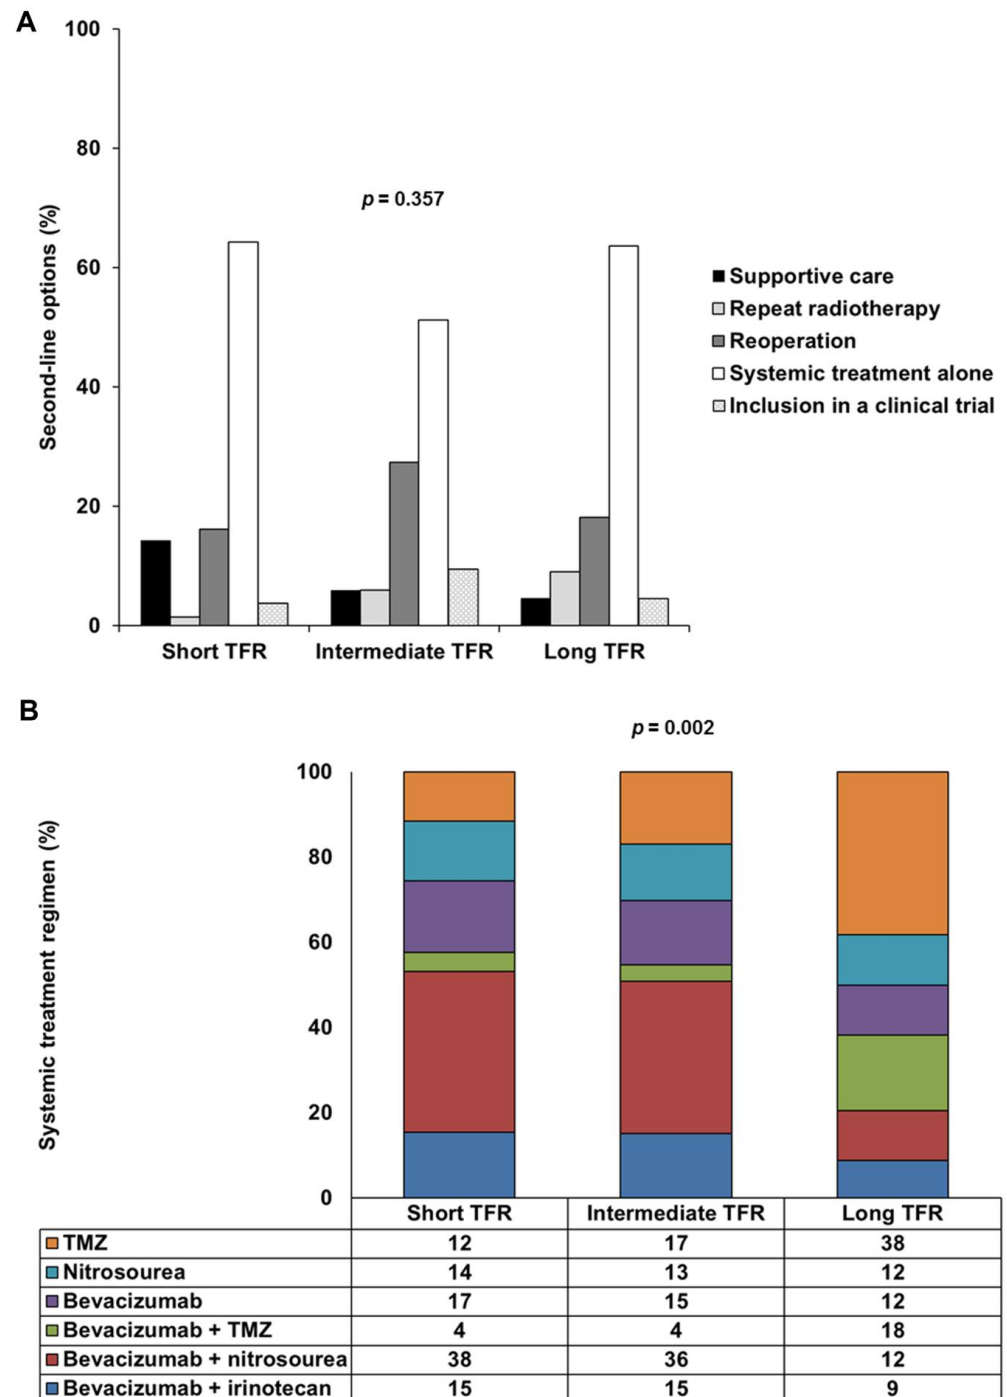 A
100
80
60
40
20
0
Second-line options (%)
p = 0.357
Supportive care
Repeat radiotherapy
Reoperation
Systemic treatment alone
Inclusion in a clinical trial
Short TFR Intermediate TFR Long TFR
B
p = 0.002
100
80
60
40
20
0
Systemic treatment regimen (%)
Short TFR Intermediate TFR Long TFR
TMZ 12 17 38
Nitrosourea 14 13 12
Bevacizumab 17 15 12
Bevacizumab + TMZ 4 4 18
Bevacizumab + nitrosourea 38 36 12
Bevacizumab + irinotecan 15 15 9